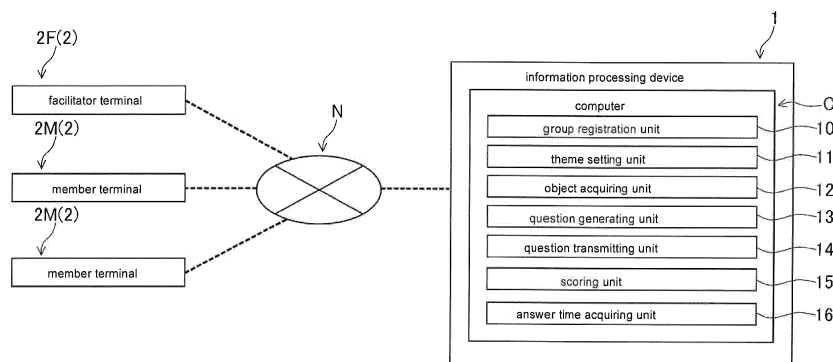 2F(2)
facilitator terminal
2M(2)
member terminal
2M(2)
member terminal
N
1
information processing device
C
computer
group registration unit 10
theme setting unit 11
object acquiring unit 12
question generating unit 13
question transmitting unit 14
scoring unit 15
answer time acquiring unit 16